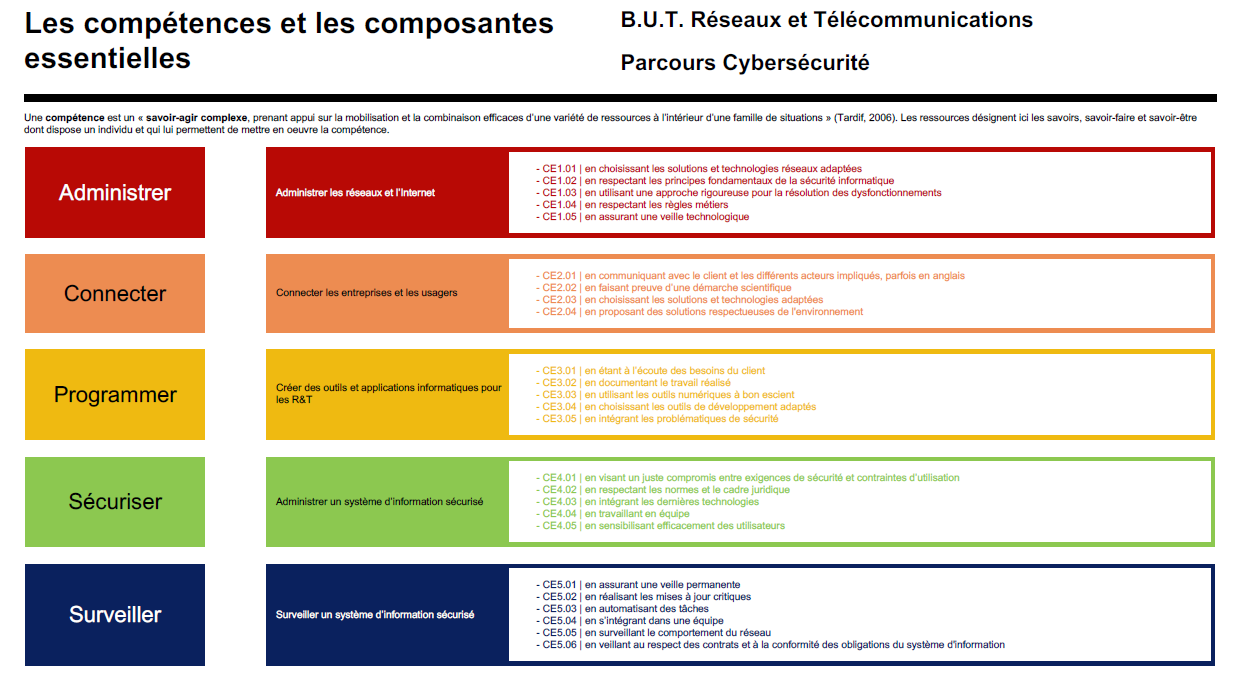 Les compétences et les composantes
essentielles
B.U.T. Réseaux et Télécommunications
Parcours Cybersécurité
Une compétence est un « savoir-agir complexe, prenant appui sur la mobilisation et la combinaison efficaces d'une variété de ressources à l'intérieur d'une famille de situations » (Tardif, 2006). Les ressources désignent ici les savoirs, savoir-faire et savoir-être
dont dispose un individu et qui lui permettent de mettre en oeuvre la compétence.
Administrer
Administrer les réseaux et l'Internet
- CE1.01 | en choisissant les solutions et technologies réseaux adaptées
- CE1.02 | en respectant les principes fondamentaux de la sécurité informatique
- CE1.03 | en utilisant une approche rigoureuse pour la résolution des dysfonctionnements
- CE1.04 | en respectant les règles métiers
- CE1.05 | en assurant une veille technologique
Connecter
Connecter les entreprises et les usagers
- CE2.01 | en communiquant avec le client et les différents acteurs impliqués, parfois en anglais
- CE2.02 | en faisant preuve d'une démarche scientifique
- CE2.03 | en choisissant les solutions et technologies adaptées
- CE2.04 | en proposant des solutions respectueuses de l'environnement
Programmer
Créer des outils et applications informatiques pour
les R&T
- CE3.01 | en étant à l'écoute des besoins du client
- CE3.02 | en documentant le travail réalisé
- CE3.03 | en utilisant les outils numériques à bon escient
- CE3.04 | en choisissant les outils de développement adaptés
- CE3.05 | en intégrant les problématiques de sécurité
Sécuriser
Administrer un système d'information sécurisé
- CE4.01 | en visant un juste compromis entre exigences de sécurité et contraintes d'utilisation
- CE4.02 | en respectant les normes et le cadre juridique
- CE4.03 | en intégrant les dernières technologies
- CE4.04 | en travaillant en équipe
- CE4.05 | en sensibilisant efficacement des utilisateurs
Surveiller
Surveiller un système d'information sécurisé
- CE5.01 | en assurant une veille permanente
- CE5.02 | en réalisant les mises à jour critiques
- CE5.03 | en automatisant des tâches
- CE5.04 | en s'intégrant dans une équipe
- CE5.05 | en surveillant le comportement du réseau
- CE5.06 | en veillant au respect des contrats et à la conformité des obligations du système d'information